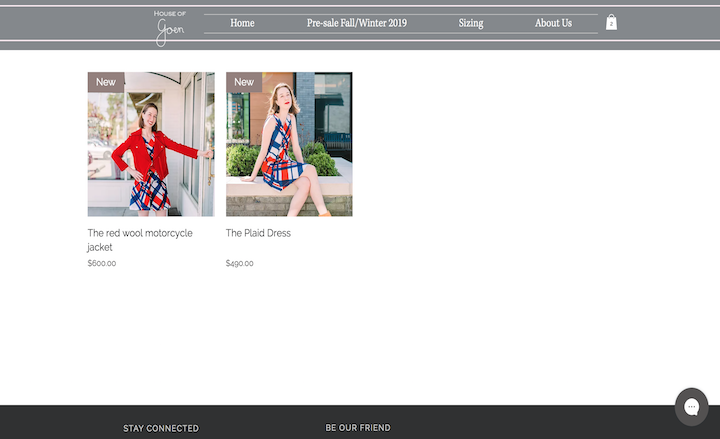 HOUSE OF
Goen
Home
Pre-sale Fall/Winter 2019
Sizing
About Us
2
New
New
The red wool motorcycle
jacket
$600.00
The Plaid Dress
$490.00
STAY CONNECTED
BE OUR FRIEND